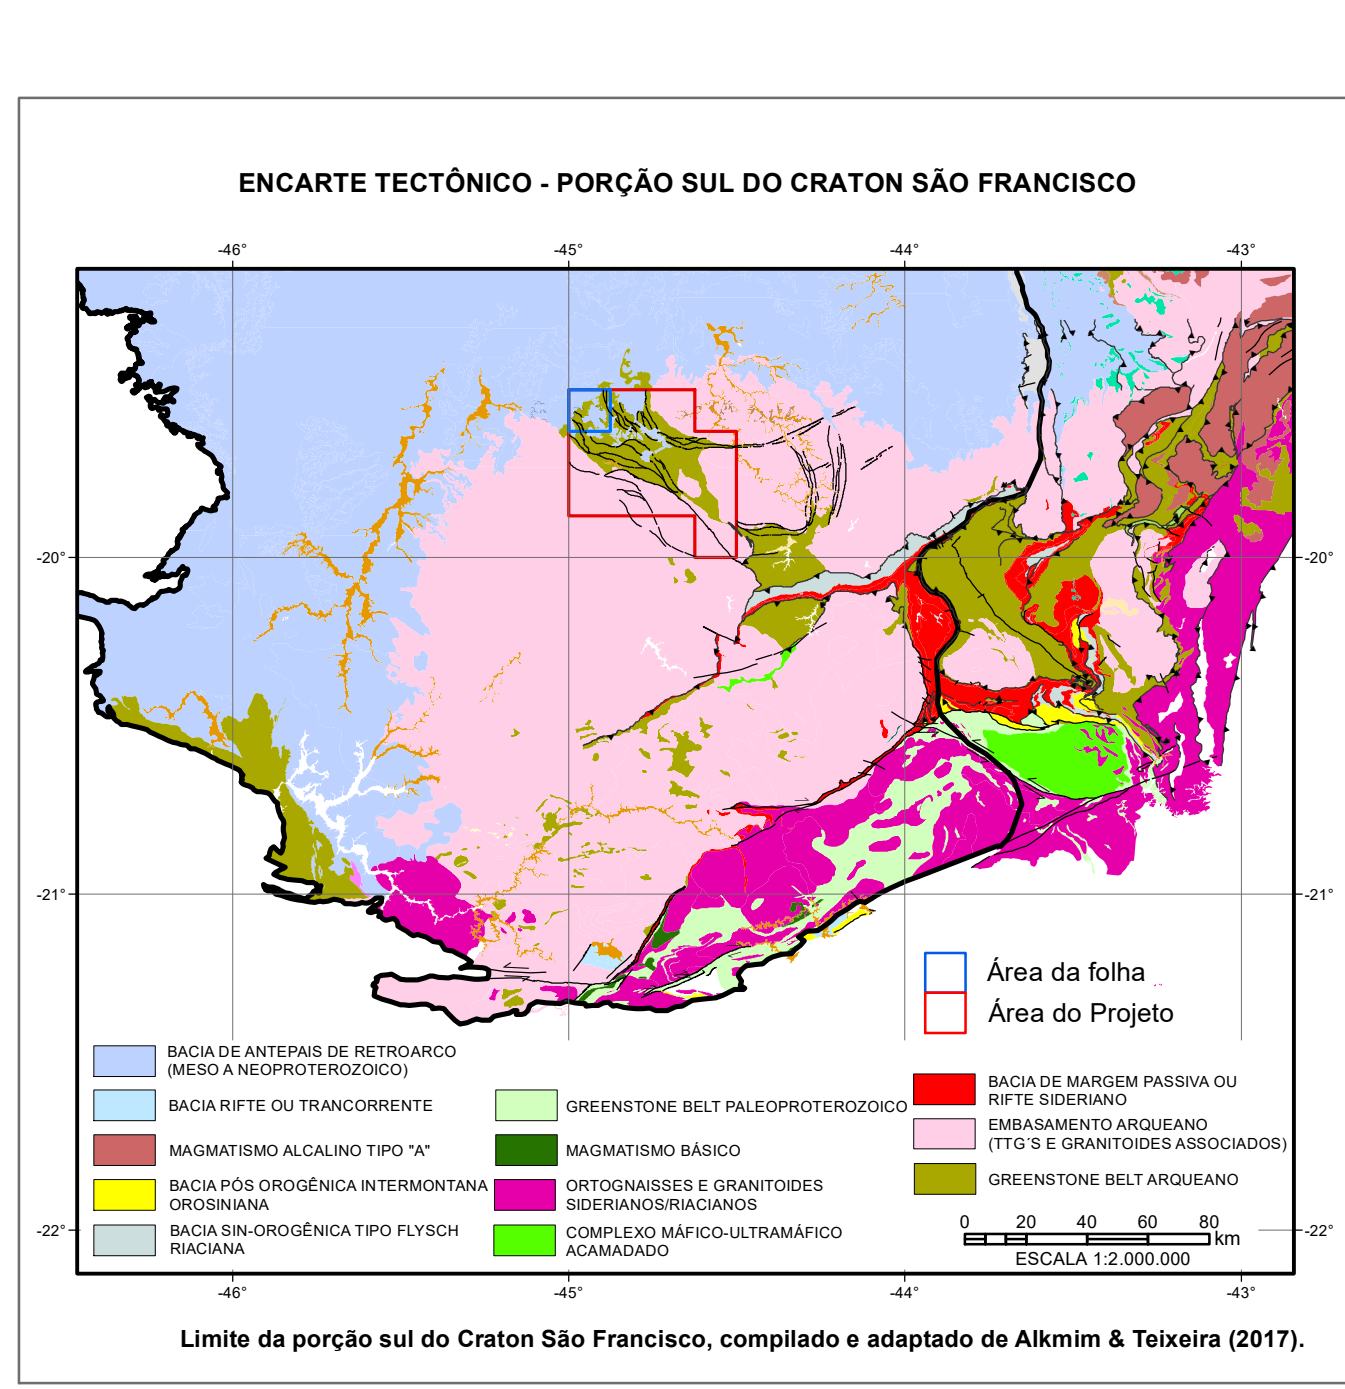 ENCARTE TECTÔNICO - PORÇÃO SUL DO CRATON SÃO FRANCISCO
-46°
-45°
-44°
-43°
-20°
-20°
-21°
-21°
Área da folha
Área do Projeto
BACIA DE ANTEPAIS DE RETROARCO
(MESO A NEOPROTEROZOICO)
BACIA RIFTE OU TRANCORRENTE
MAGMATISMO ALCALINO TIPO "A"
BACIA PÓS OROGÊNICA INTERMONTANA
OROSINIANA
BACIA SIN-OROGÊNICA TIPO FLYSCH
RIACIANA
GREENSTONE BELT PALEOPROTEROZOICO
MAGMATISMO BÁSICO
ORTOGNAISSES E GRANITOIDES
SIDERIANOS/RIACIANOS
COMPLEXO MÁFICO-ULTRAMÁFICO
ACAMADADO
BACIA DE MARGEM PASSIVA OU
RIFTE SIDERIANO
EMBASAMENTO ARQUEANO
(TTG´S E GRANITOIDES ASSOCIADOS)
GREENSTONE BELT ARQUEANO
0 20 40 60 80
km
ESCALA 1:2.000.000
-22°
-22°
-46°
-45°
-44°
-43°
Limite da porção sul do Craton São Francisco, compilado e adaptado de Alkmim & Teixeira (2017).